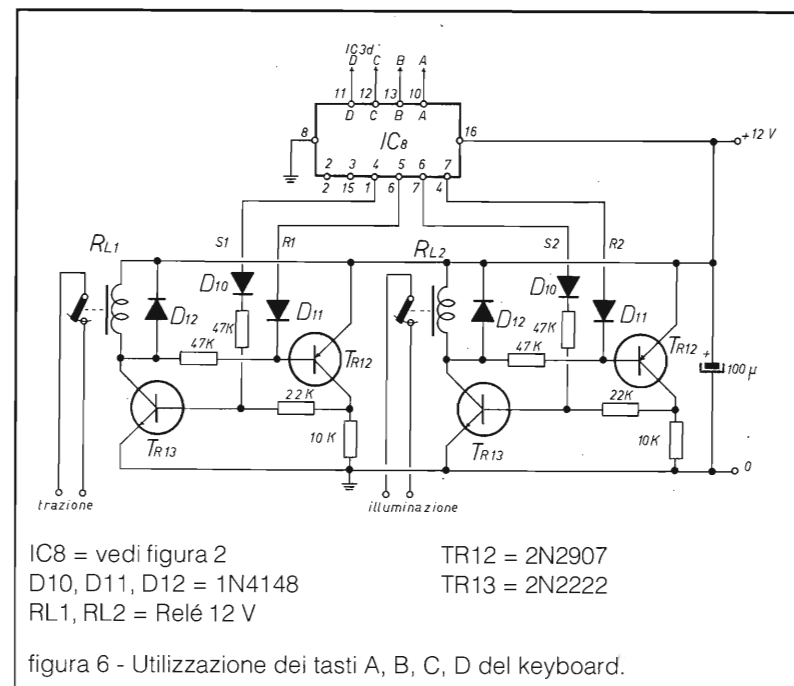 IC3d
D C B A
11 12 13 10
D C B A
8 IC8 16
+12 V
2 3 4 5 6 7
2 15 1 6 7 4
RL1 S1 R1 RL2 S2 R2
D10 D10
D12 47K D11 D12 47K D11
47K TR12 47K TR12
+ 100 µ
22K 22K
TR13 10K TR13 10K
0
trazione illuminazione
IC8 = vedi figura 2
D10, D11, D12 = 1N4148
RL1, RL2 = Relé 12 V
TR12 = 2N2907
TR13 = 2N2222
figura 6 - Utilizzazione dei tasti A, B, C, D del keyboard.